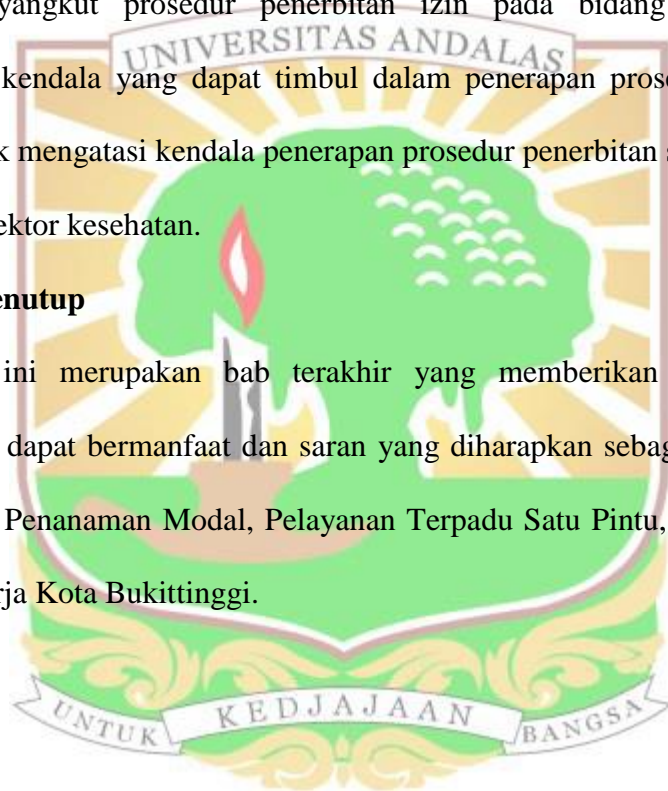 yangkut prosedur penerbitan izin pada bidang
UNIVERSITAS ANDALAS
kendala yang dapat timbul dalam penerapan prose
k mengatasi kendala penerapan prosedur penerbitan s
ektor kesehatan.
enutup
ini merupakan bab terakhir yang memberikan
dapat bermanfaat dan saran yang diharapkan sebag
Penanaman Modal, Pelayanan Terpadu Satu Pintu,
rja Kota Bukittinggi.
UNTUK KEDJAJAAN BANGSA